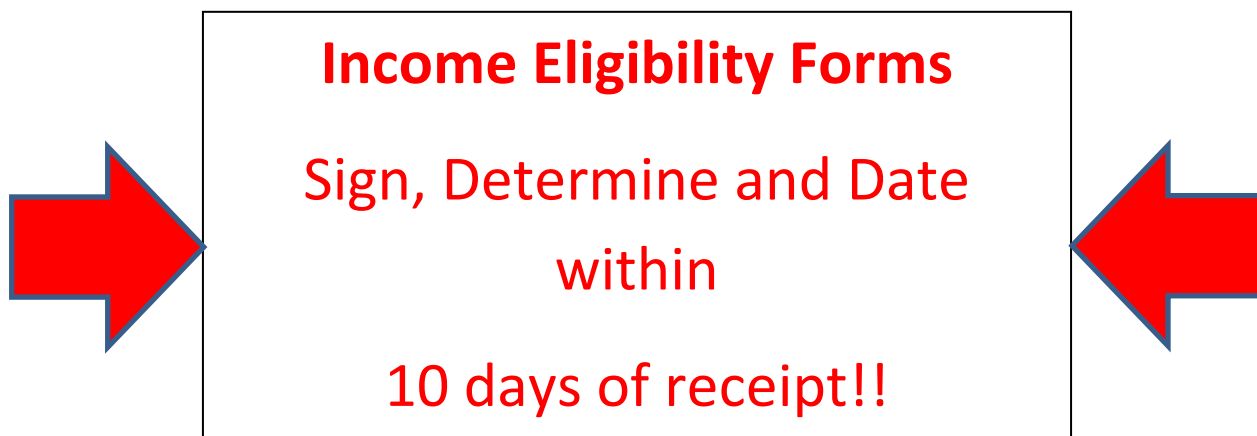 Income Eligibility Forms
Sign, Determine and Date
within
10 days of receipt!!